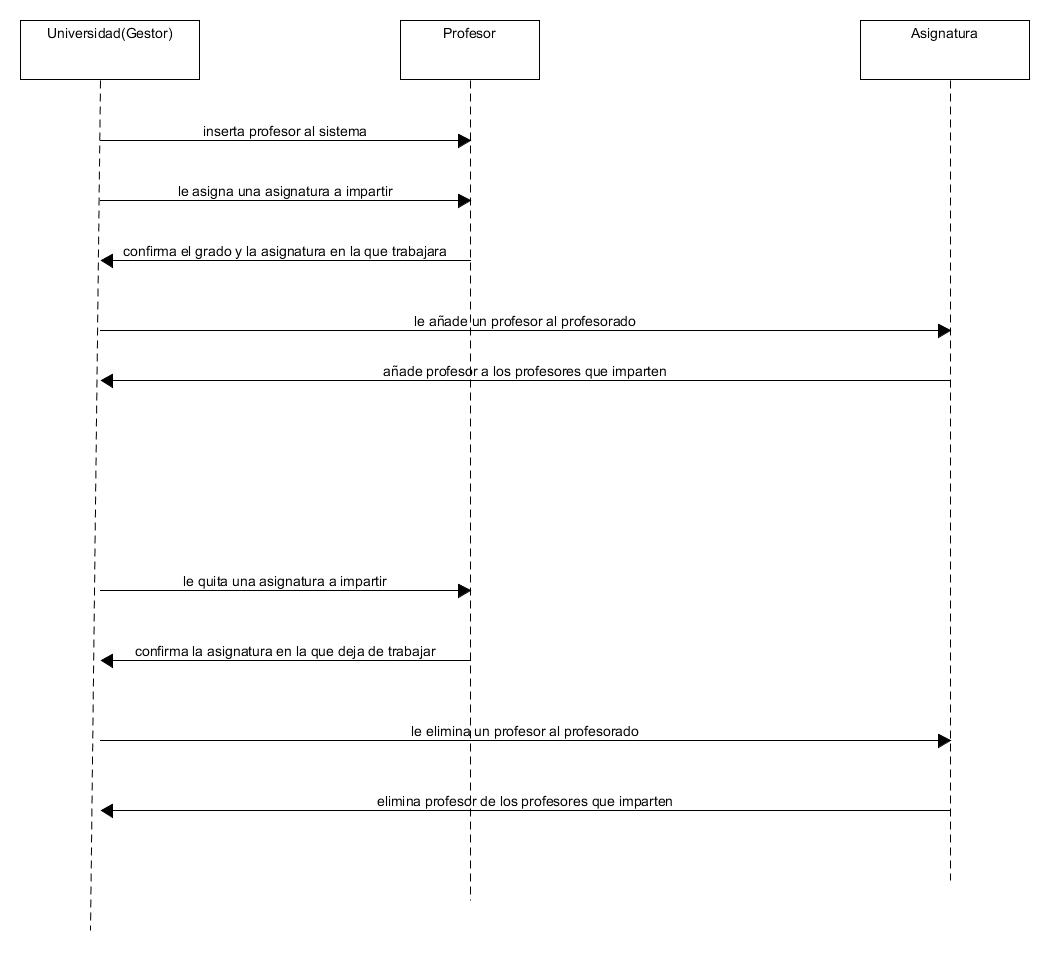 Universidad(Gestor)
Profesor
Asignatura
inserta profesor al sistema
le asigna una asignatura a impartir
confirma el grado y la asignatura en la que trabajara
le añade un profesor al profesorado
añade profesor a los profesores que imparten
le quita una asignatura a impartir
confirma la asignatura en la que deja de trabajar
le elimina un profesor al profesorado
elimina profesor de los profesores que imparten